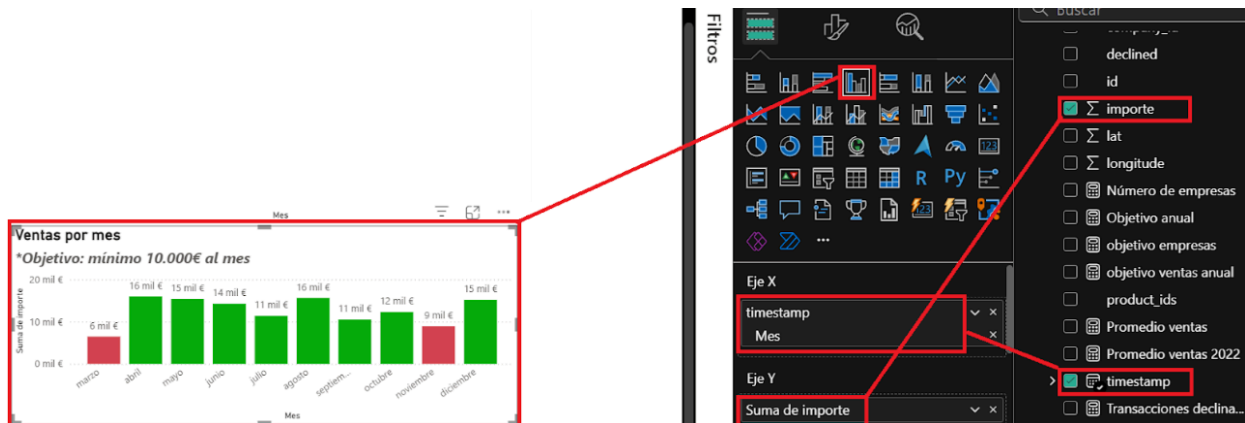 Mes
Ventas por mes
*Objetivo: mínimo 10.000€ al mes
Suma de importe
20 mil €
10 mil €
0 mil €
6 mil €
16 mil €
15 mil €
14 mil €
11 mil €
16 mil €
11 mil €
12 mil €
9 mil €
15 mil €
marzo
abril
mayo
junio
julio
agosto
septiem...
octubre
noviembre
diciembre
Mes
Filtros
123
R
Py
123
Eje X
timestamp
Mes
Eje Y
Suma de importe
Buscar
company_id
declined
id
importe
lat
longitude
Número de empresas
Objetivo anual
objetivo empresas
objetivo ventas anual
product_ids
Promedio ventas
Promedio ventas 2022
timestamp
Transacciones declina...